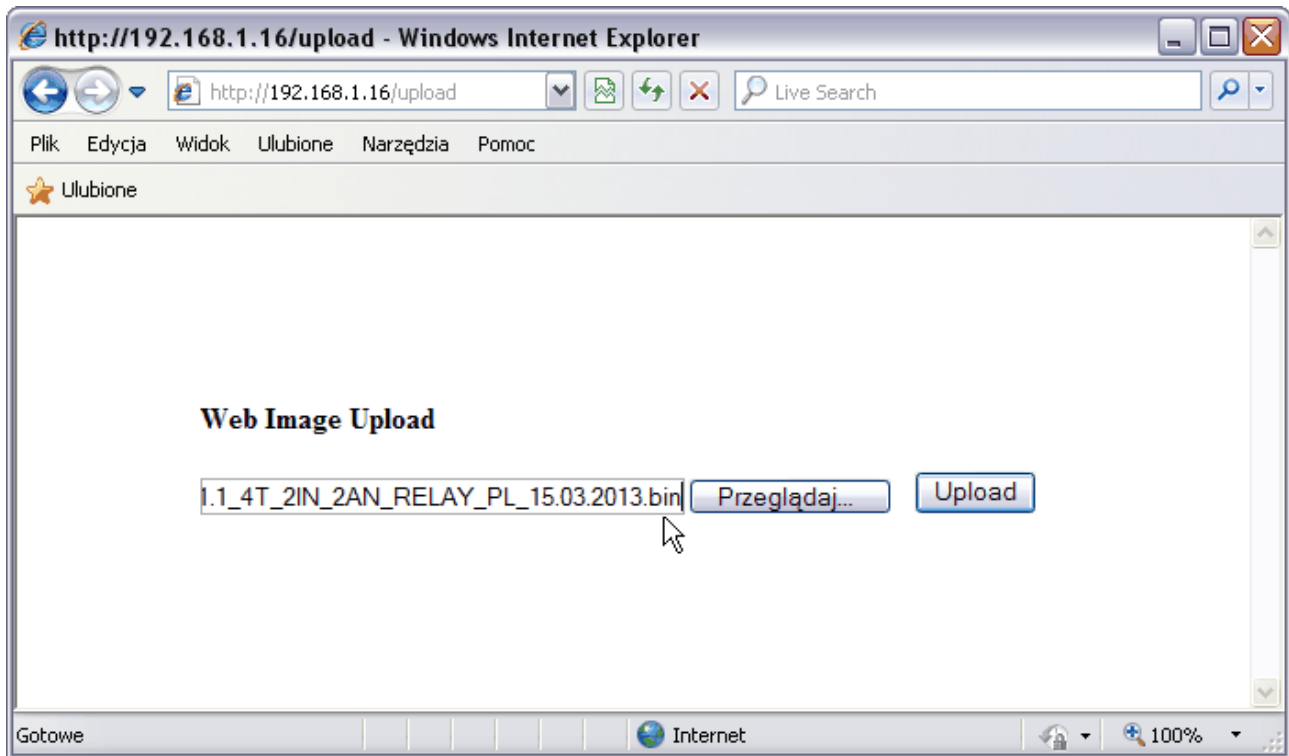 http://192.168.1.16/upload - Windows Internet Explorer
http://192.168.1.16/upload Live Search
Plik Edycja Widok Ulubione Narzędzia Pomoc
Ulubione
Web Image Upload
1.1_4T_2IN_2AN_RELAY_PL_15.03.2013.bin Przeglądaj... Upload
Gotowe Internet 100%